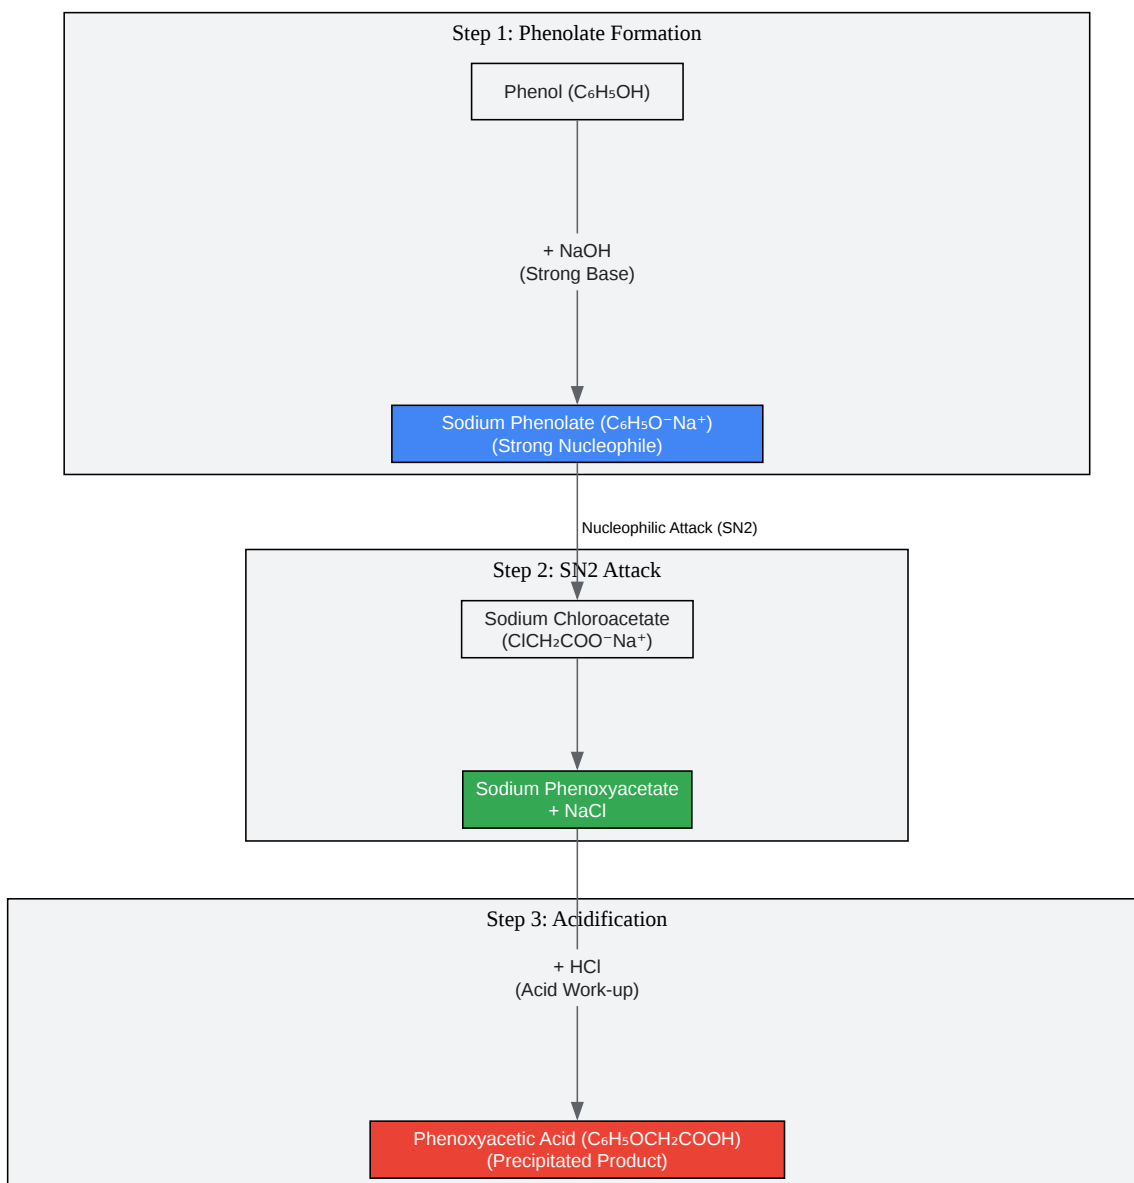 Step 1: Phenolate Formation
Phenol (C₆H₅OH)
+ NaOH
(Strong Base)
Sodium Phenolate (C₆H₅O⁻Na⁺)
(Strong Nucleophile)
Nucleophilic Attack (SN2)
Step 2: SN2 Attack
Sodium Chloroacetate
(ClCH₂COO⁻Na⁺)
Sodium Phenoxyacetate
+ NaCl
Step 3: Acidification
+ HCl
(Acid Work-up)
Phenoxyacetic Acid (C₆H₅OCH₂COOH)
(Precipitated Product)